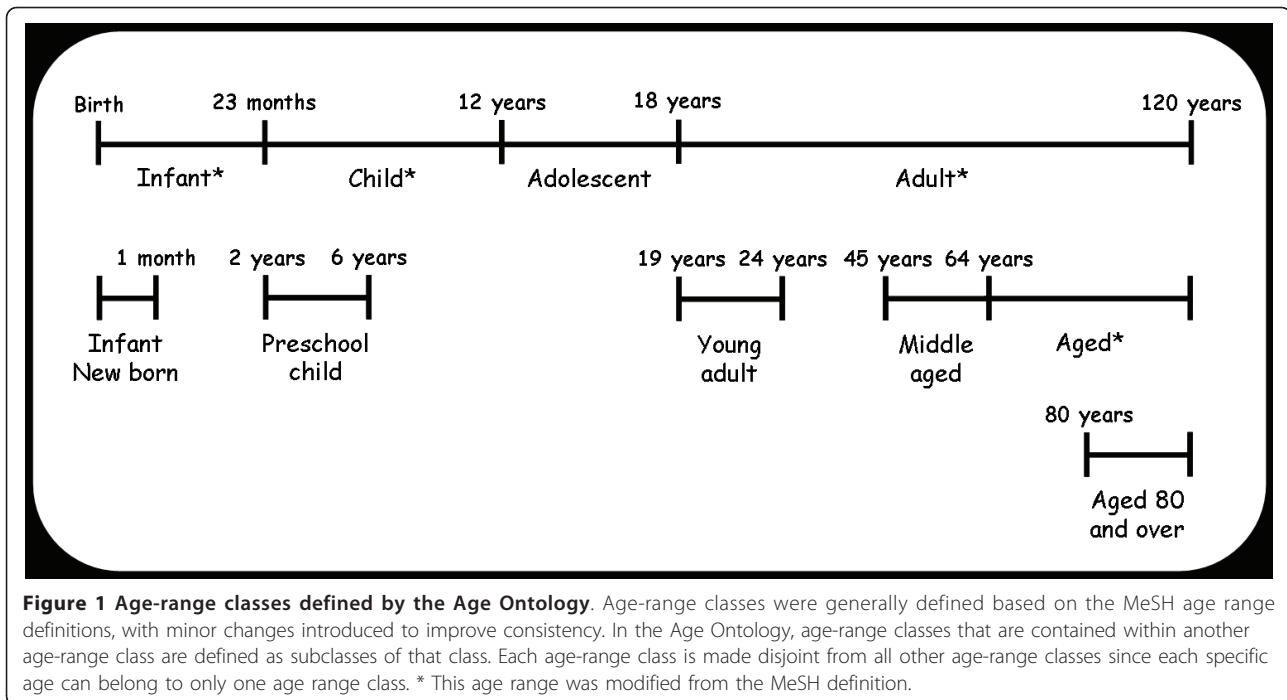 Birth 23 months 12 years 18 years 120 years
Infant* Child* Adolescent Adult*
1 month 2 years 6 years 19 years 24 years 45 years 64 years
Infant
New born
Preschool
child
Young
adult
Middle
aged
Aged*
80 years
Aged 80
and over
Figure 1 Age-range classes defined by the Age Ontology. Age-range classes were generally defined based on the MeSH age range
definitions, with minor changes introduced to improve consistency. In the Age Ontology, age-range classes that are contained within another
age-range class are defined as subclasses of that class. Each age-range class is made disjoint from all other age-range classes since each specific
age can belong to only one age range class. * This age range was modified from the MeSH definition.